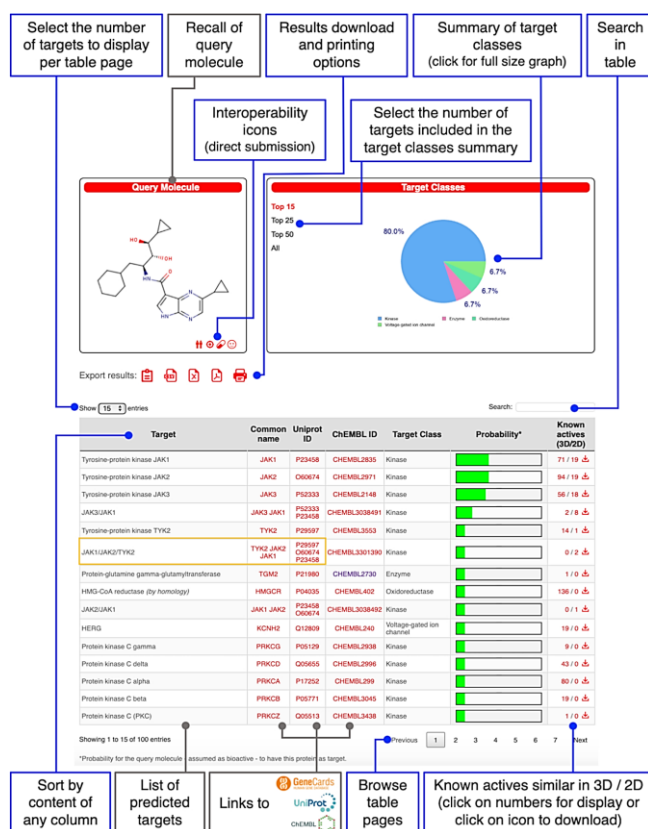 Select the number
of targets to display
per table page
Recall of
query
molecule
Results download
and printing
options
Summary of target
classes
(click for full size graph)
Search
in
table
Interoperability
icons
(direct submission)
Select the number of
targets included in the
target classes summary
Query Molecule
HO
OH
NH
O
N
N
N
H
Target Classes
Top 15
Top 25
Top 50
All
80.0%
6.7%
6.7%
6.7%
Kinase Enzyme Oxidoreductase
Voltage-gated ion channel
Export results:
Show 15 entries
Search:
Target Common name Uniprot ID ChEMBL ID Target Class Probability* Known actives (3D/2D)
Tyrosine-protein kinase JAK1 JAK1 P23458 CHEMBL2835 Kinase 71 / 19
Tyrosine-protein kinase JAK2 JAK2 O60674 CHEMBL2971 Kinase 94 / 19
Tyrosine-protein kinase JAK3 JAK3 P52333 CHEMBL2148 Kinase 56 / 18
JAK3/JAK1 JAK3 JAK1 P52333 P23458 CHEMBL3038491 Kinase 2 / 8
Tyrosine-protein kinase TYK2 TYK2 P29597 CHEMBL3553 Kinase 14 / 1
JAK1/JAK2/TYK2 TYK2 JAK2 JAK1 P29597 O60674 P23458 CHEMBL3301390 Kinase 0 / 2
Protein-glutamine gamma-glutamyltransferase TGM2 P21980 CHEMBL2730 Enzyme 1 / 0
HMG-CoA reductase (by homology) HMGCR P04035 CHEMBL402 Oxidoreductase 136 / 0
JAK2/JAK1 JAK1 JAK2 P23458 O60674 CHEMBL3038492 Kinase 0 / 1
HERG KCNH2 Q12809 CHEMBL240 Voltage-gated ion channel 19 / 0
Protein kinase C gamma PRKCG P05129 CHEMBL2938 Kinase 9 / 0
Protein kinase C delta PRKCD Q05655 CHEMBL2996 Kinase 43 / 0
Protein kinase C alpha PRKCA P17252 CHEMBL299 Kinase 80 / 0
Protein kinase C beta PRKCB P05771 CHEMBL3045 Kinase 19 / 0
Protein kinase C (PKC) PRKCZ Q05513 CHEMBL3438 Kinase 1 / 0
Showing 1 to 15 of 100 entries
Previous 1 2 3 4 5 6 7 Next
*Probability for the query molecule - assumed as bioactive - to have this protein as target.
Sort by
content of
any column
List of
predicted
targets
Links to
GeneCards
UniProt
ChEMBL
Browse
table
pages
Known actives similar in 3D / 2D
(click on numbers for display or
click on icon to download)